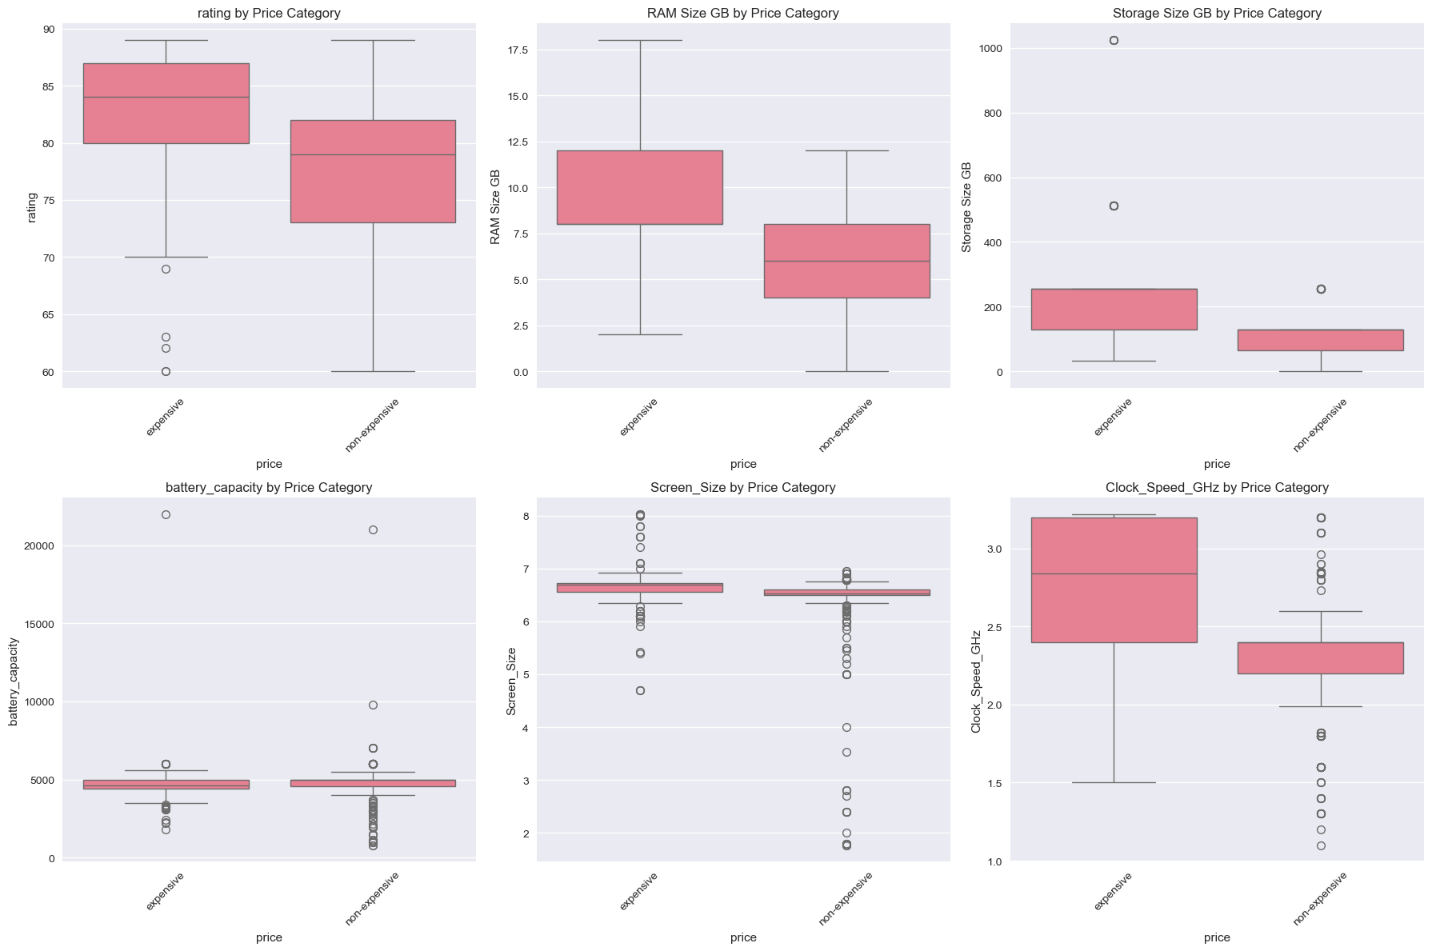 rating by Price Category
90
85
80
75
70
65
60
rating
expensive
non-expensive
price
RAM Size GB by Price Category
17.5
15.0
12.5
10.0
7.5
5.0
2.5
0.0
RAM Size GB
expensive
non-expensive
price
Storage Size GB by Price Category
1000
800
600
400
200
0
Storage Size GB
expensive
non-expensive
price
battery_capacity by Price Category
20000
15000
10000
5000
0
battery_capacity
expensive
non-expensive
price
Screen_Size by Price Category
8
7
6
5
4
3
2
Screen_Size
expensive
non-expensive
price
Clock_Speed_GHz by Price Category
3.0
2.5
2.0
1.5
1.0
Clock_Speed_GHz
expensive
non-expensive
price